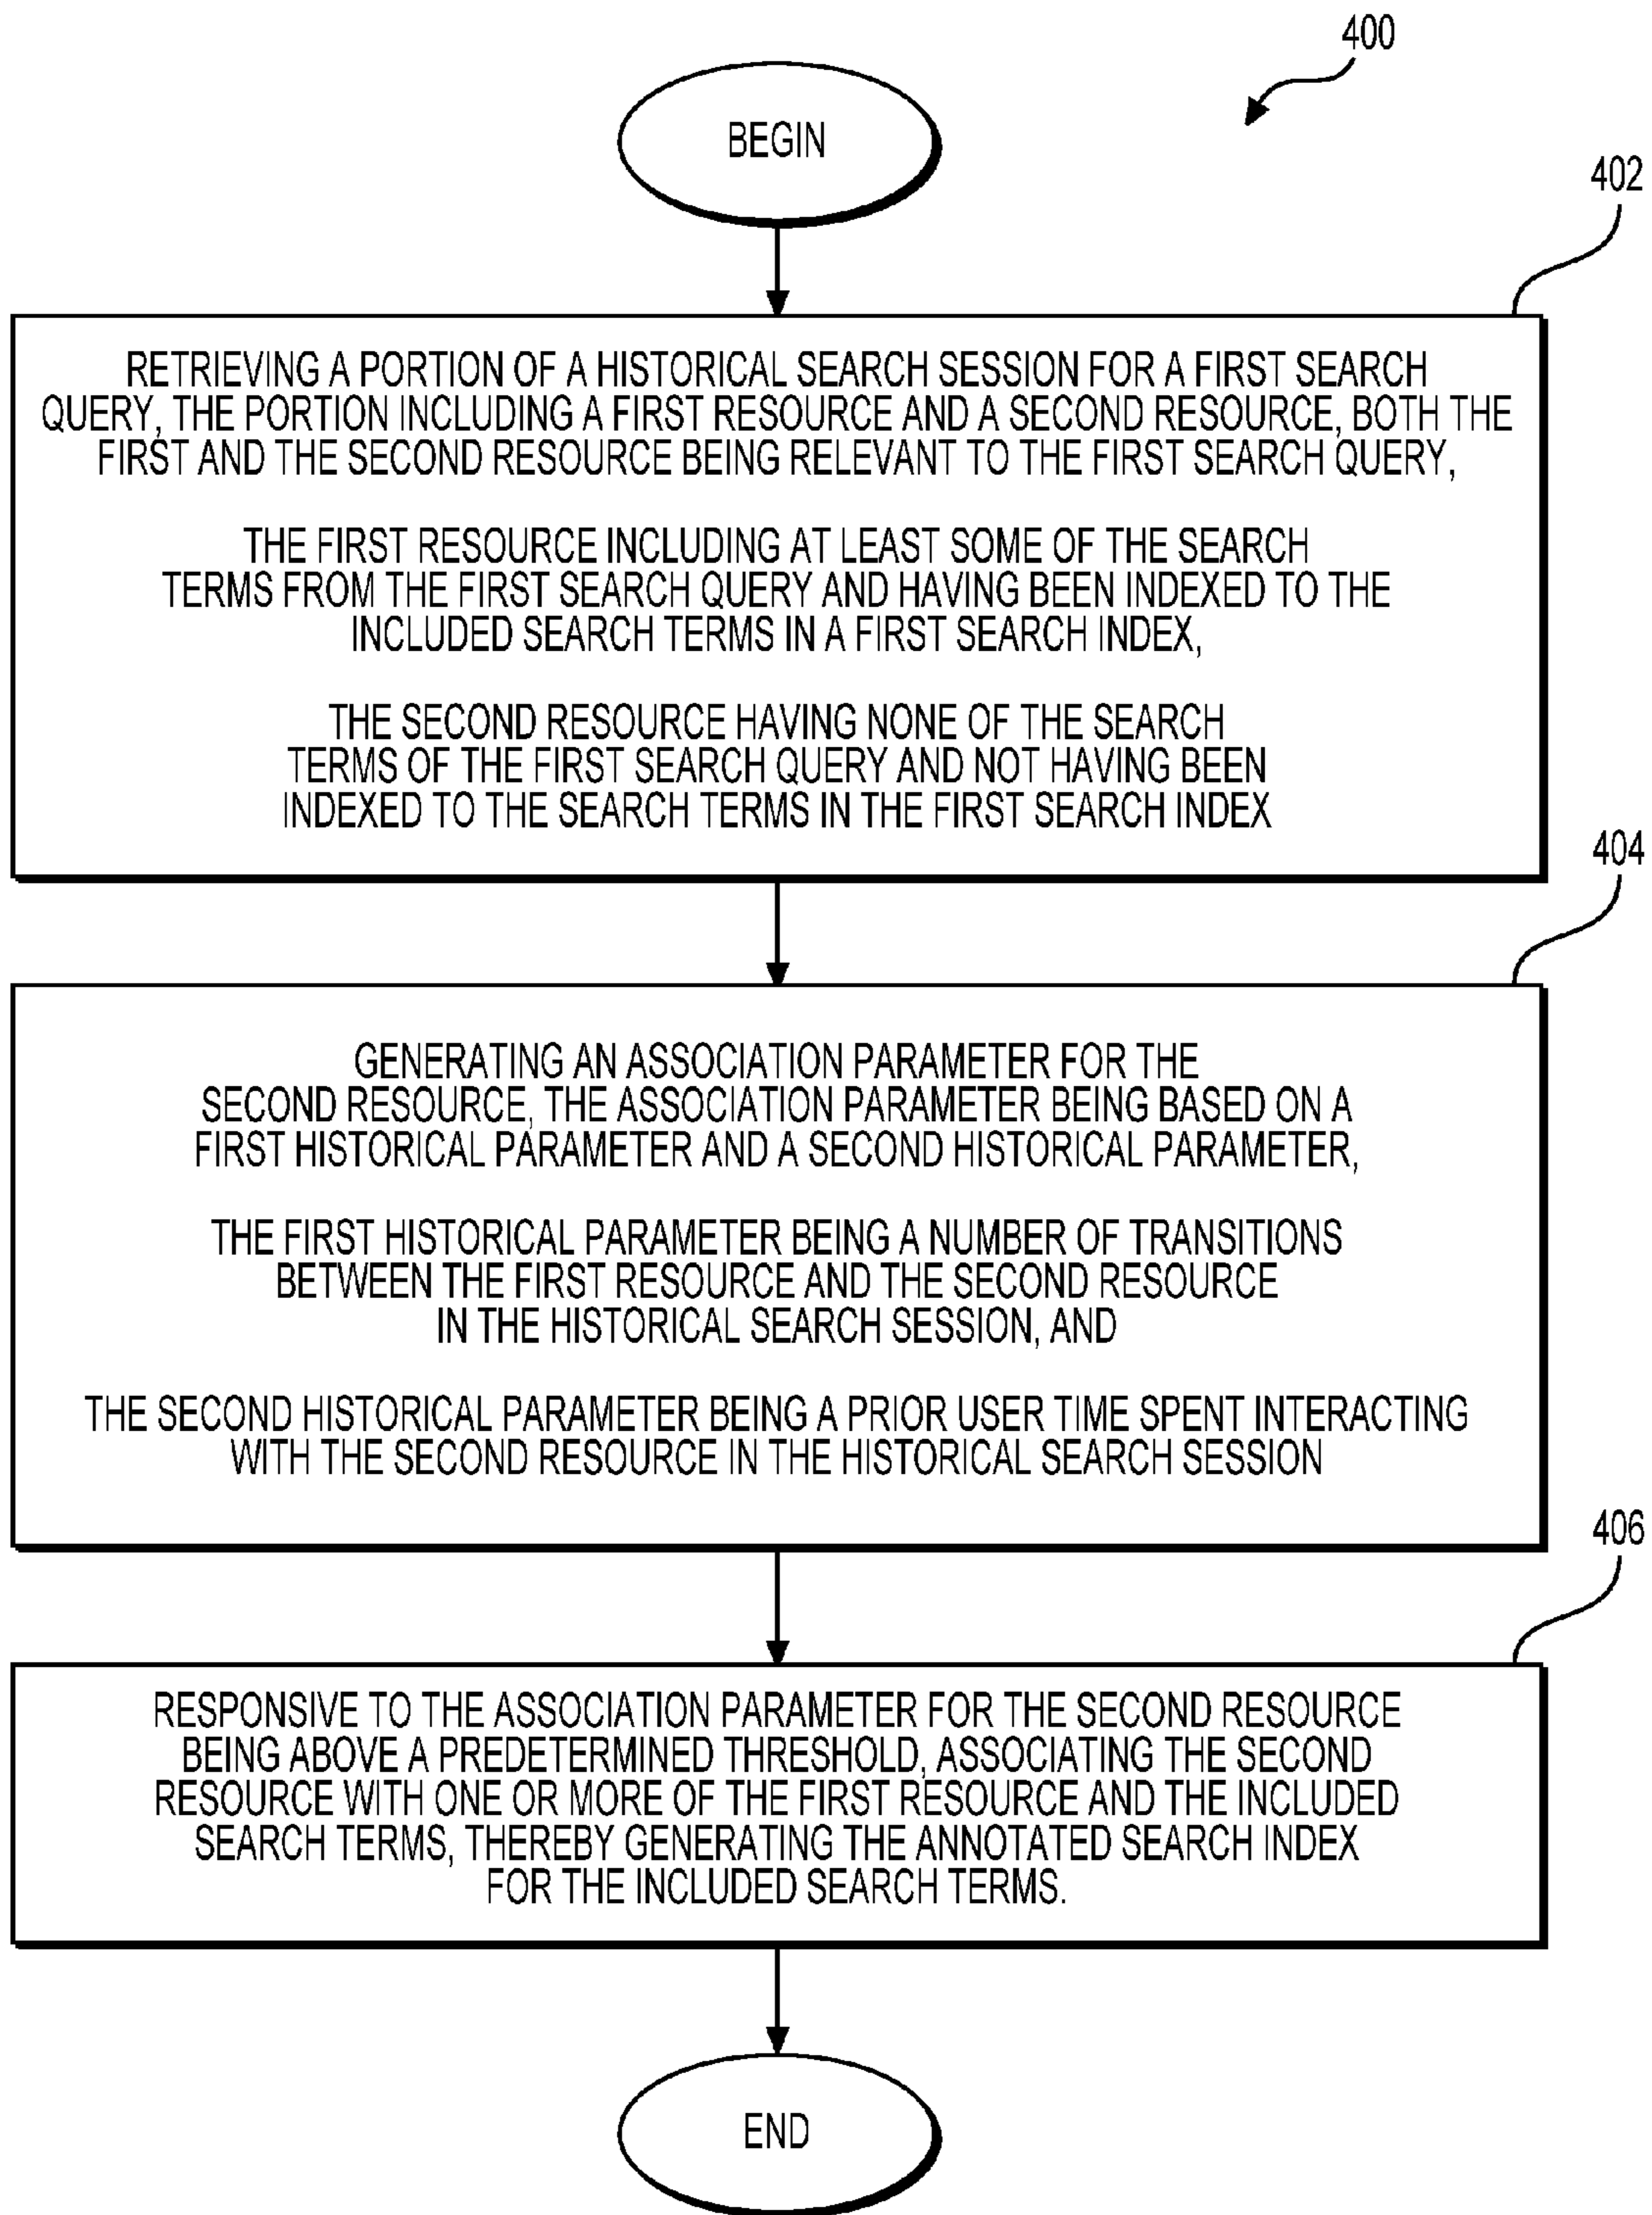 400
BEGIN
402
RETRIEVING A PORTION OF A HISTORICAL SEARCH SESSION FOR A FIRST SEARCH
QUERY, THE PORTION INCLUDING A FIRST RESOURCE AND A SECOND RESOURCE, BOTH THE
FIRST AND THE SECOND RESOURCE BEING RELEVANT TO THE FIRST SEARCH QUERY,
THE FIRST RESOURCE INCLUDING AT LEAST SOME OF THE SEARCH
TERMS FROM THE FIRST SEARCH QUERY AND HAVING BEEN INDEXED TO THE
INCLUDED SEARCH TERMS IN A FIRST SEARCH INDEX,
THE SECOND RESOURCE HAVING NONE OF THE SEARCH
TERMS OF THE FIRST SEARCH QUERY AND NOT HAVING BEEN
INDEXED TO THE SEARCH TERMS IN THE FIRST SEARCH INDEX
404
GENERATING AN ASSOCIATION PARAMETER FOR THE
SECOND RESOURCE, THE ASSOCIATION PARAMETER BEING BASED ON A
FIRST HISTORICAL PARAMETER AND A SECOND HISTORICAL PARAMETER,
THE FIRST HISTORICAL PARAMETER BEING A NUMBER OF TRANSITIONS
BETWEEN THE FIRST RESOURCE AND THE SECOND RESOURCE
IN THE HISTORICAL SEARCH SESSION, AND
THE SECOND HISTORICAL PARAMETER BEING A PRIOR USER TIME SPENT INTERACTING
WITH THE SECOND RESOURCE IN THE HISTORICAL SEARCH SESSION
406
RESPONSIVE TO THE ASSOCIATION PARAMETER FOR THE SECOND RESOURCE
BEING ABOVE A PREDETERMINED THRESHOLD, ASSOCIATING THE SECOND
RESOURCE WITH ONE OR MORE OF THE FIRST RESOURCE AND THE INCLUDED
SEARCH TERMS, THEREBY GENERATING THE ANNOTATED SEARCH INDEX
FOR THE INCLUDED SEARCH TERMS.
END